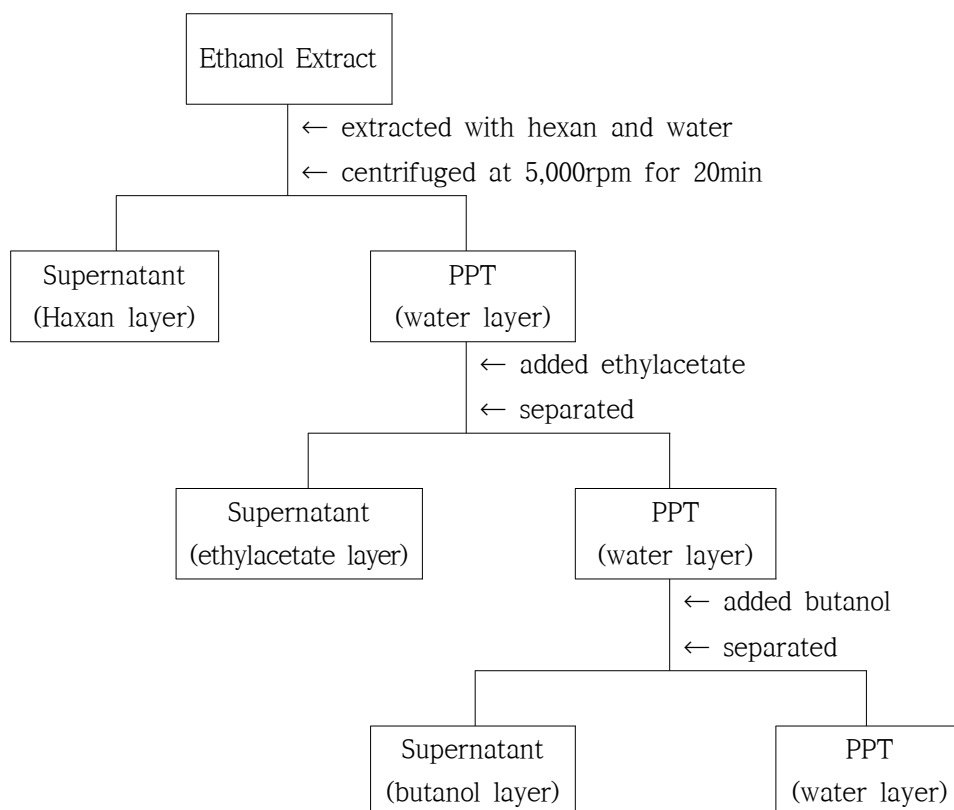 Ethanol Extract
← extracted with hexan and water
← centrifuged at 5,000rpm for 20min
Supernatant
(Haxan layer)
PPT
(water layer)
← added ethylacetate
← separated
Supernatant
(ethylacetate layer)
PPT
(water layer)
← added butanol
← separated
Supernatant
(butanol layer)
PPT
(water layer)